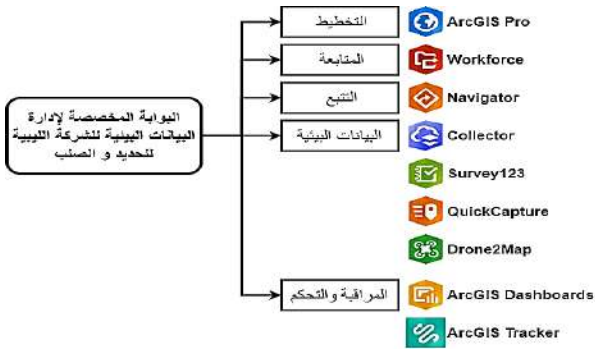 التخطيط
ArcGIS Pro
المتابعة
Workforce
التتبع
Navigator
البيانات البيئية
Collector
البوابة المخصصة لإدارة
البيانات البيئية للشركة الليبية
للحديد و الصلب
Survey123
QuickCapture
Drone2Map
المراقبة والتحكم
ArcGIS Dashboards
ArcGIS Tracker